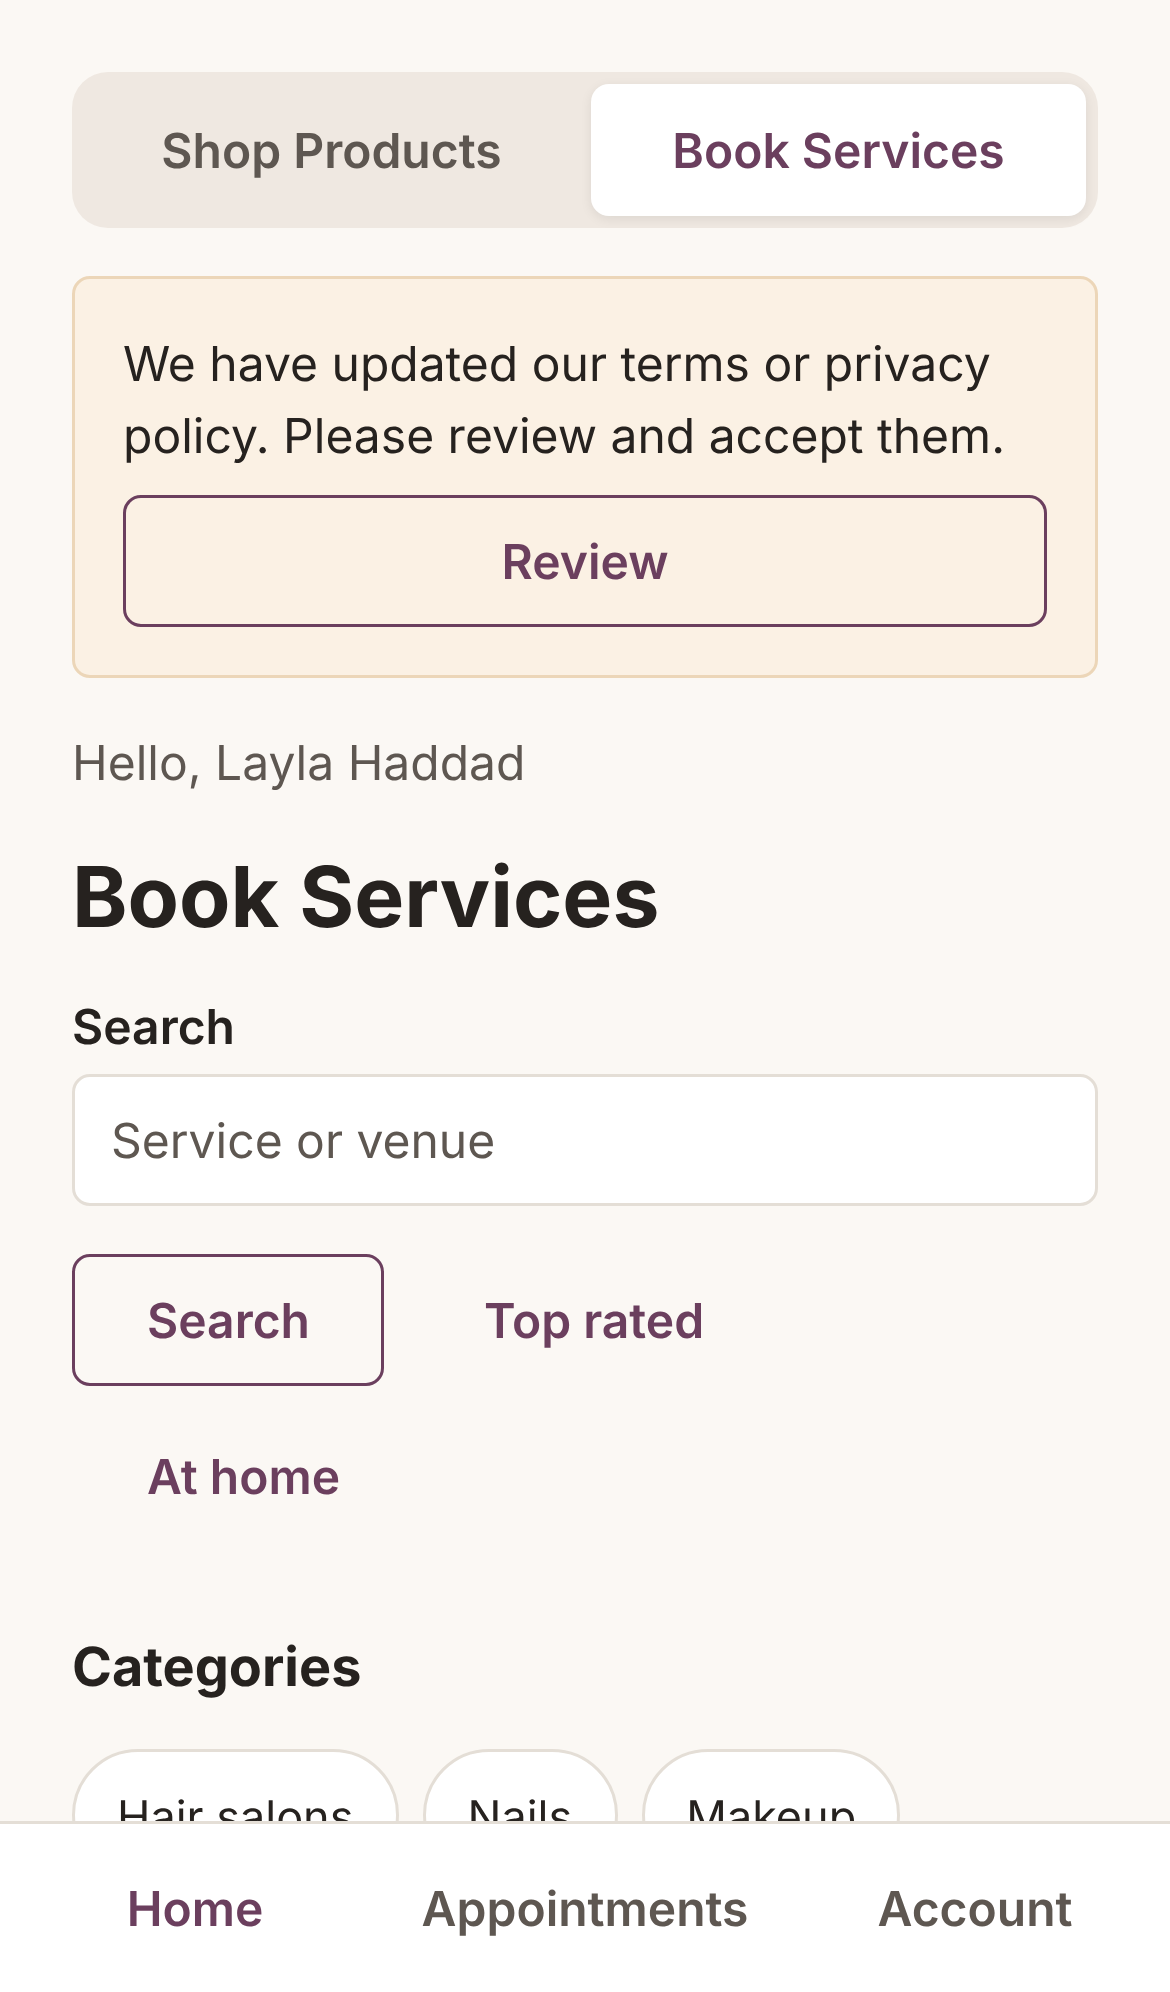 Shop Products
Book Services
We have updated our terms or privacy
policy. Please review and accept them.
Review
Hello, Layla Haddad
Book Services
Search
Service or venue
Search
Top rated
At home
Categories
Hair salons
Nails
Makeup
Home
Appointments
Account